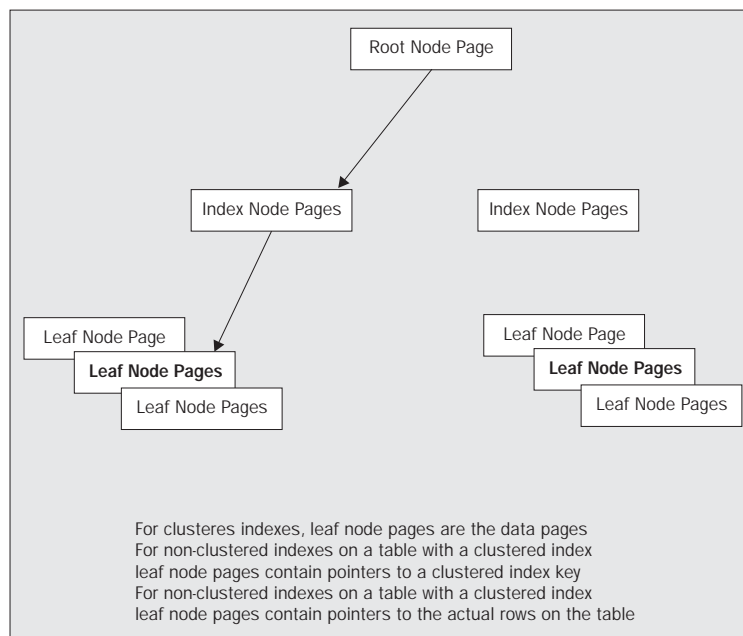 Root Node Page
Index Node Pages
Index Node Pages
Leaf Node Page
Leaf Node Pages
Leaf Node Pages
Leaf Node Page
Leaf Node Pages
Leaf Node Pages
For clusteres indexes, leaf node pages are the data pages
For non-clustered indexes on a table with a clustered index
leaf node pages contain pointers to a clustered index key
For non-clustered indexes on a table with a clustered index
leaf node pages contain pointers to the actual rows on the table